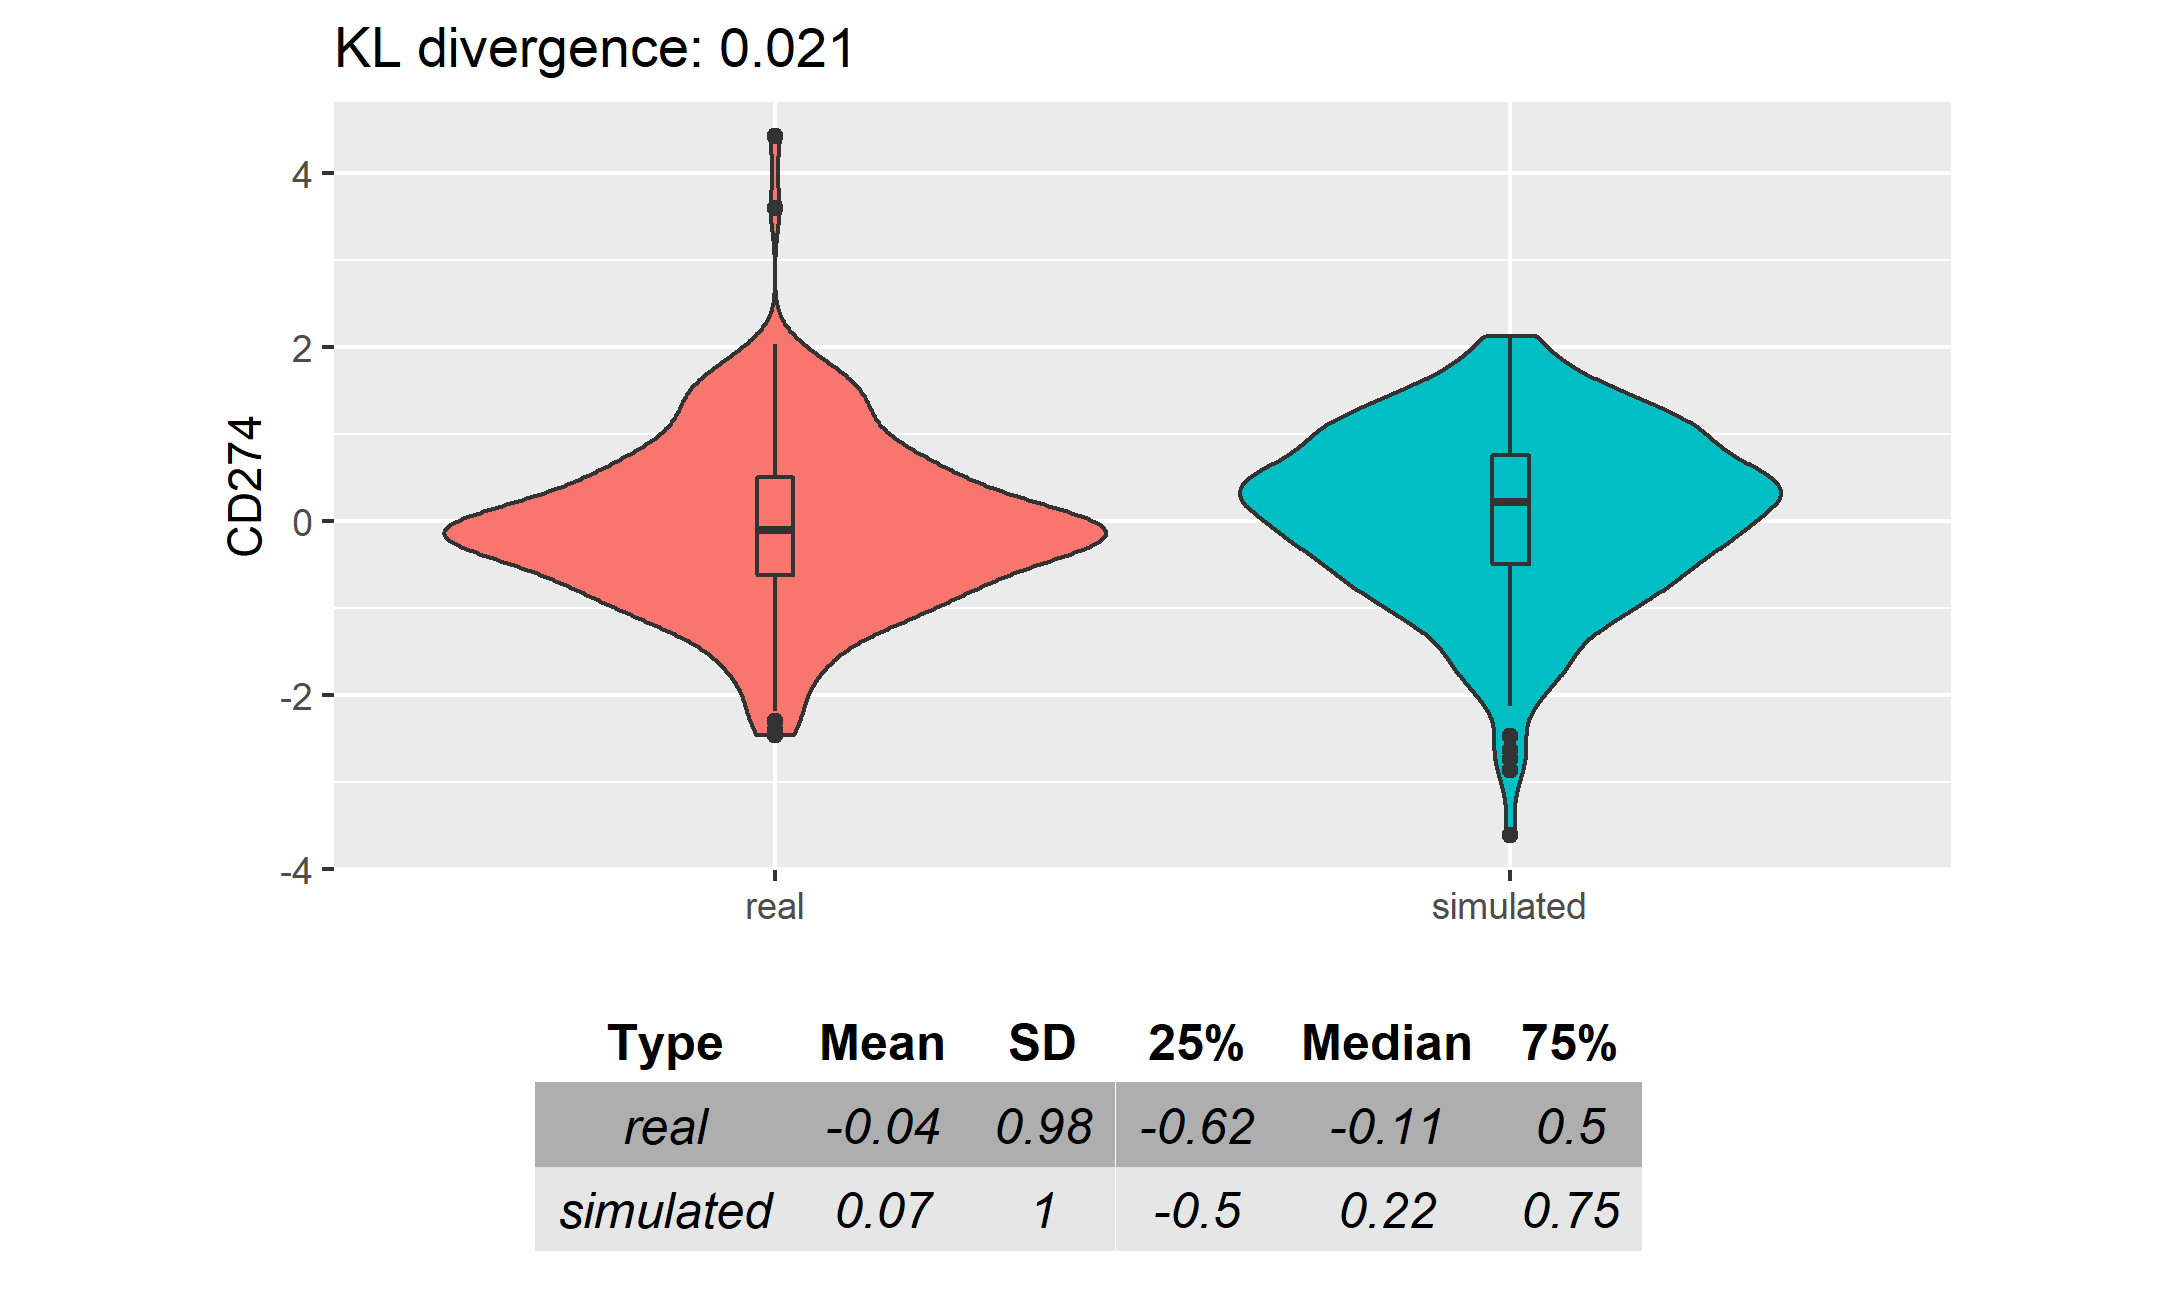 KL divergence: 0.021
4
2
0
-2
-4
CD274
real simulated
Type Mean SD 25% Median 75%
real -0.04 0.98 -0.62 -0.11 0.5
simulated 0.07 1 -0.5 0.22 0.75